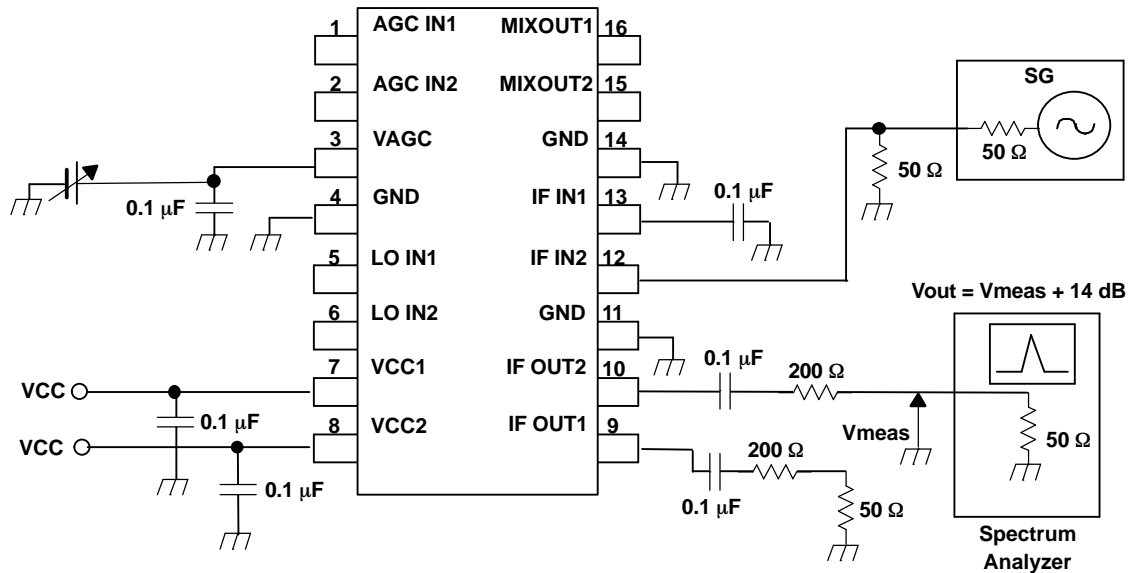 1 AGC IN1 MIXOUT1 16
2 AGC IN2 MIXOUT2 15
3 VAGC GND 14
4 GND IF IN1 13
5 LO IN1 IF IN2 12
6 LO IN2 GND 11
7 VCC1 IF OUT2 10
8 VCC2 IF OUT1 9
0.1 μF
VCC
0.1 μF
VCC
0.1 μF
0.1 μF
SG
50 Ω
50 Ω
Vout = Vmeas + 14 dB
0.1 μF
200 Ω
Vmeas
50 Ω
200 Ω
0.1 μF
50 Ω
Spectrum
Analyzer